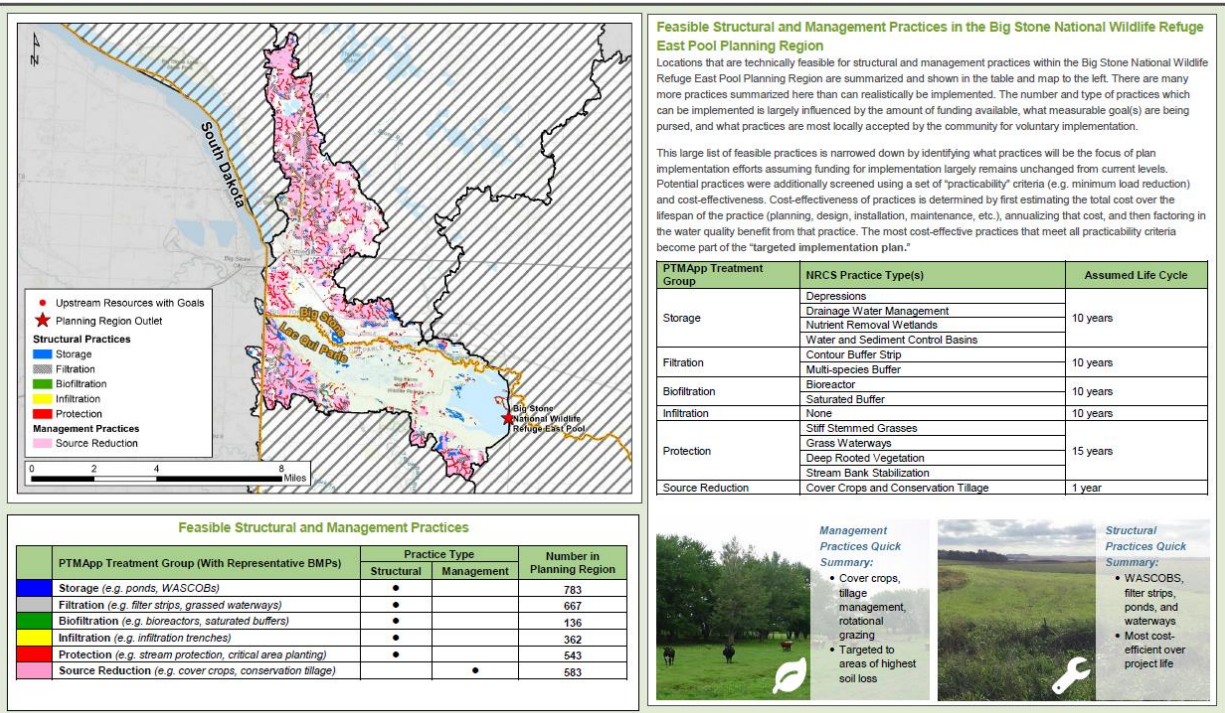 N
South Dakota
Big Stone
Lac Qui Parle
Big Stone
National Wildlife
Refuge East Pool
Upstream Resources with Goals
Planning Region Outlet
Structural Practices
Storage
Filtration
Biofiltration
Infiltration
Protection
Management Practices
Source Reduction
0 2 4 8
Miles
Feasible Structural and Management Practices
PTMApp Treatment Group (With Representative BMPs) Practice Type Number in Planning Region
Structural Management
Storage (e.g. ponds, WASCOBs) ● 783
Filtration (e.g. filter strips, grassed waterways) ● 667
Biofiltration (e.g. bioreactors, saturated buffers) ● 136
Infiltration (e.g. infiltration trenches) ● 362
Protection (e.g. stream protection, critical area planting) ● 543
Source Reduction (e.g. cover crops, conservation tillage) ● 583
Feasible Structural and Management Practices in the Big Stone National Wildlife Refuge
East Pool Planning Region
Locations that are technically feasible for structural and management practices within the Big Stone National Wildlife
Refuge East Pool Planning Region are summarized and shown in the table and map to the left. There are many
more practices summarized here than can realistically be implemented. The number and type of practices which
can be implemented is largely influenced by the amount of funding available, what measurable goal(s) are being
pursed, and what practices are most locally accepted by the community for voluntary implementation.
This large list of feasible practices is narrowed down by identifying what practices will be the focus of plan
implementation efforts assuming funding for implementation largely remains unchanged from current levels.
Potential practices were additionally screened using a set of “practicability” criteria (e.g. minimum load reduction)
and cost-effectiveness. Cost-effectiveness of practices is determined by first estimating the total cost over the
lifespan of the practice (planning, design, installation, maintenance, etc.), annualizing that cost, and then factoring in
the water quality benefit from that practice. The most cost-effective practices that meet all practicability criteria
become part of the “targeted implementation plan.”
PTMApp Treatment Group NRCS Practice Type(s) Assumed Life Cycle
Storage
Depressions
Drainage Water Management
Nutrient Removal Wetlands
Water and Sediment Control Basins
10 years
Filtration
Contour Buffer Strip
Multi-species Buffer
10 years
Biofiltration
Bioreactor
Saturated Buffer
10 years
Infiltration None 10 years
Protection
Stiff Stemmed Grasses
Grass Waterways
Deep Rooted Vegetation
Stream Bank Stabilization
15 years
Source Reduction Cover Crops and Conservation Tillage 1 year
Management
Practices Quick
Summary:
• Cover crops,
tillage
management,
rotational
grazing
• Targeted to
areas of highest
soil loss
Structural
Practices Quick
Summary:
• WASCOBS,
filter strips,
ponds, and
waterways
• Most cost-
efficient over
project life